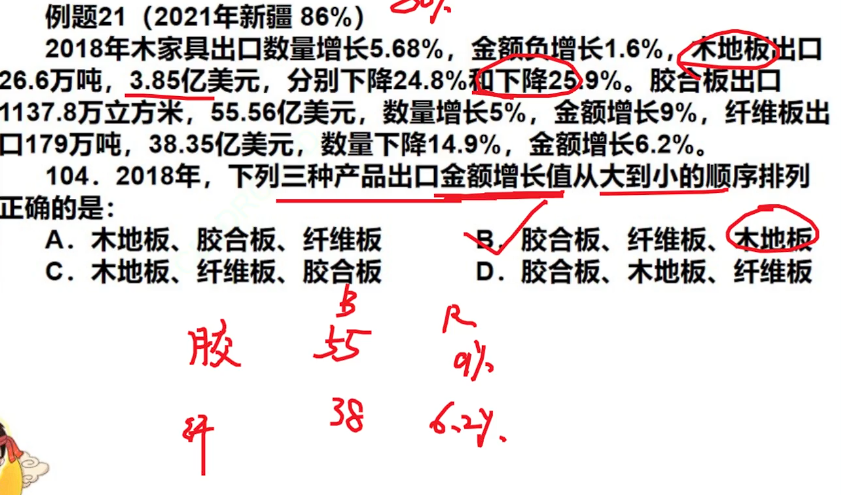 例题21（2021年新疆 86%）
2018年木家具出口数量增长5.68%，金额负增长1.6%，木地板出口
26.6万吨，3.85亿美元，分别下降24.8%和下降25.9%。胶合板出口
1137.8万立方米，55.56亿美元，数量增长5%，金额增长9%，纤维板出
口179万吨，38.35亿美元，数量下降14.9%，金额增长6.2%。
104．2018年，下列三种产品出口金额增长值从大到小的顺序排列
正确的是：
A．木地板、胶合板、纤维板 B．胶合板、纤维板、木地板
C．木地板、纤维板、胶合板 D．胶合板、木地板、纤维板
B R
胶 55 9%
纤 38 6.2%.